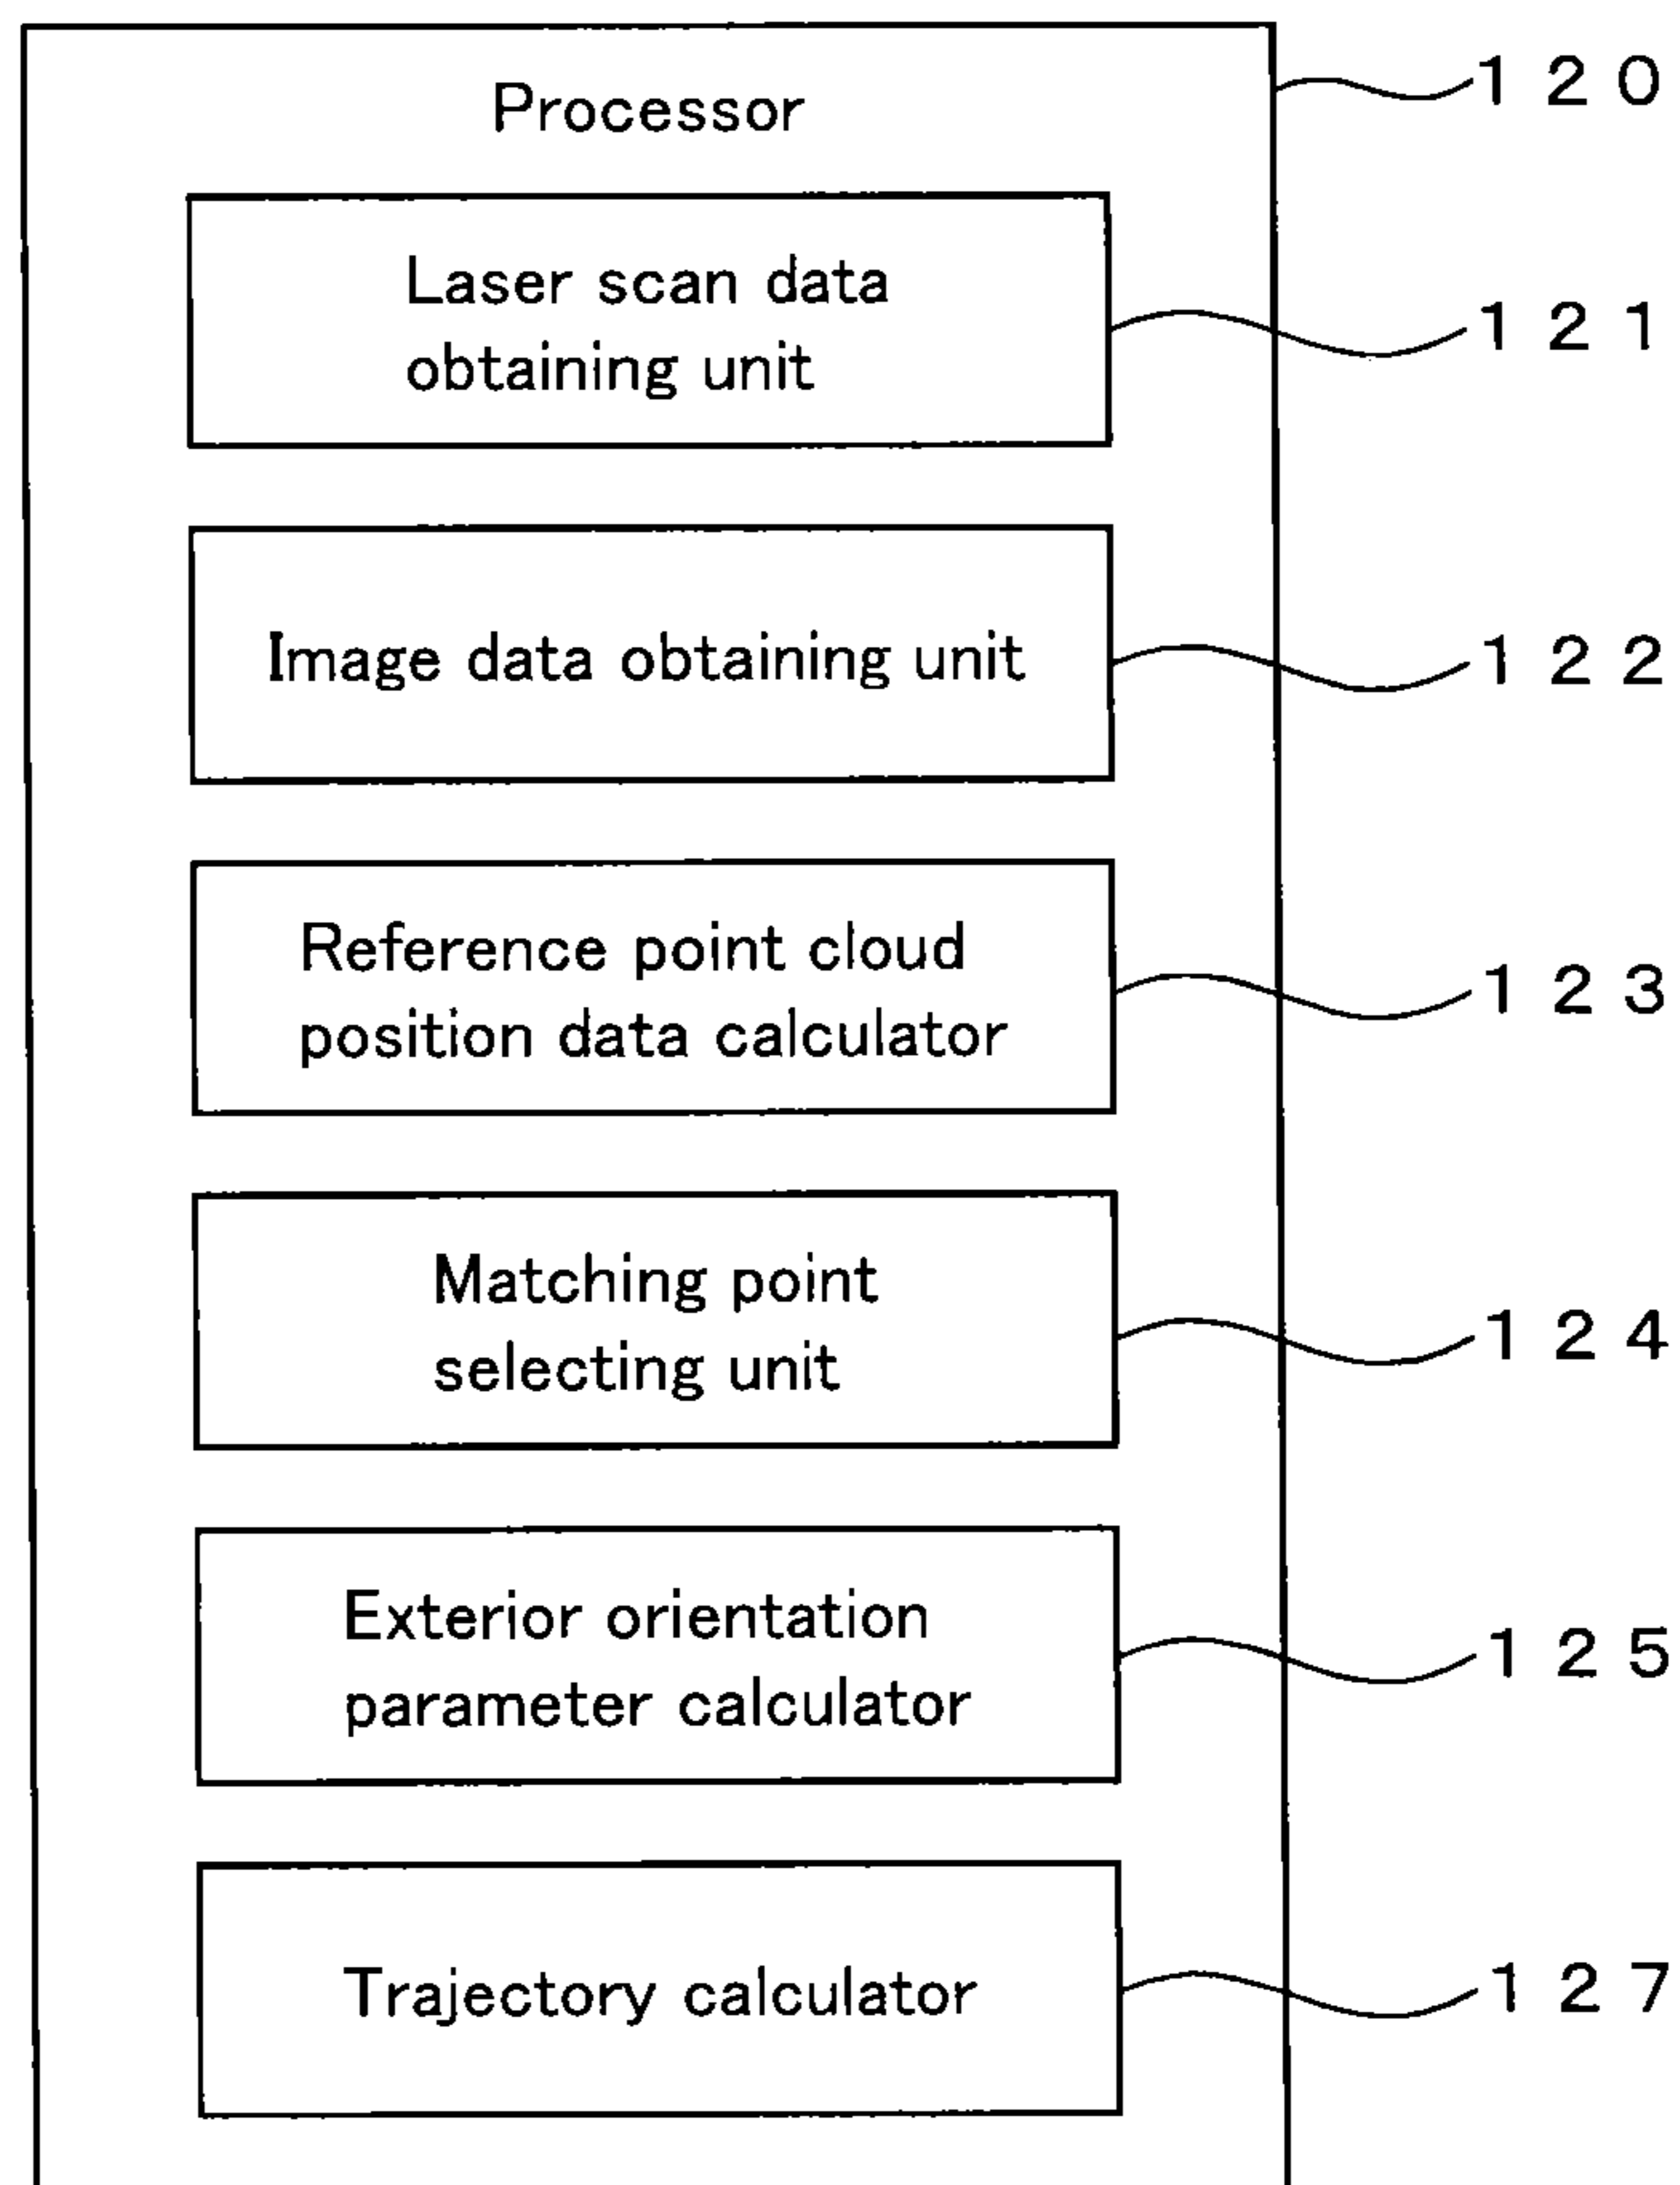 Processor
120
Laser scan data
obtaining unit
121
Image data obtaining unit
122
Reference point cloud
position data calculator
123
Matching point
selecting unit
124
Exterior orientation
parameter calculator
125
Trajectory calculator
127